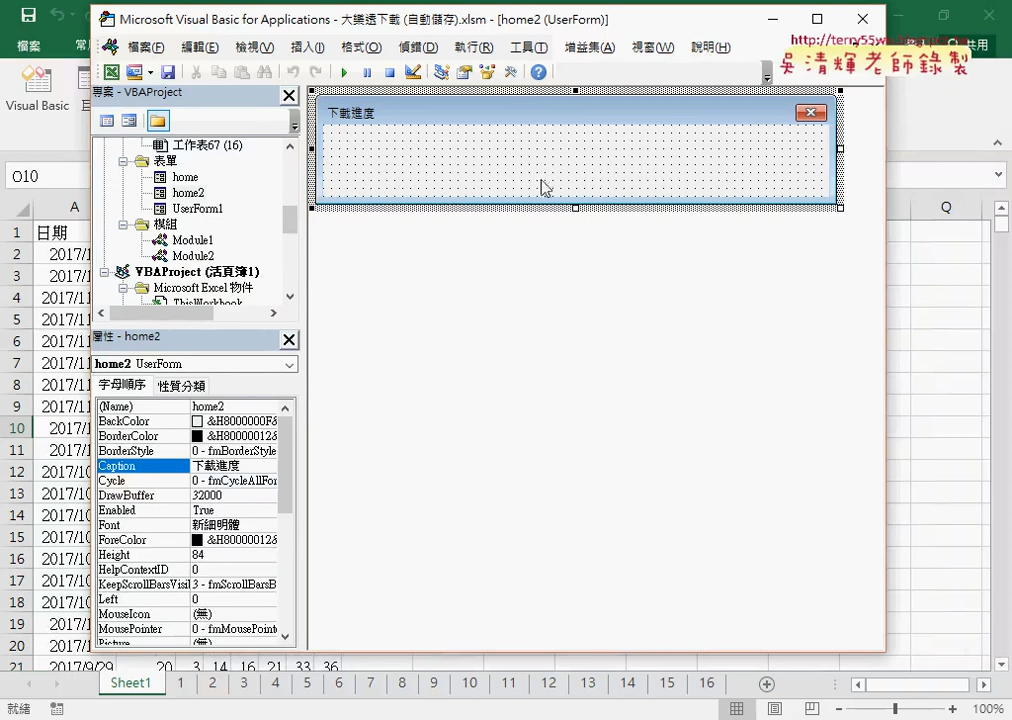 Microsoft Visual Basic for Applications - 大樂透下載 (自動儲存).xlsm - [home2 (UserForm)]
檔案
檔案(F) 編輯(E) 檢視(V) 插入(I) 格式(O) 偵錯(D) 執行(R) 工具(T) 增益集(A) 視窗(W) 說明(H)
共用
吳清輝老師錄製
Visual Basic
專案 - VBAProject
工作表67 (16)
表單
home
home2
UserForm1
模組
Module1
Module2
VBAProject (活頁簿1)
Microsoft Excel 物件
ThisWorkbook
下載進度
屬性 - home2
home2 UserForm
字母順序 性質分類
(Name) home2
BackColor &H8000000F&
BorderColor &H80000012&
BorderStyle 0 - fmBorderStyle
Caption 下載進度
Cycle 0 - fmCycleAllFor
DrawBuffer 32000
Enabled True
Font 新細明體
ForeColor &H80000012&
Height 84
HelpContextID 0
KeepScrollBarsVisil 3 - fmScrollBarsB
Left 0
MouseIcon (無)
MousePointer 0 - fmMousePoint
Picture (無)
O10
A Q
1 日期
2 2017/1
3 2017/1
4 2017/11
5 2017/11
6 2017/11
7 2017/11
8 2017/11
9 2017/11
10 2017/1
11 2017/1
12 2017/10
13 2017/10
14 2017/10
15 2017/10
16 2017/10
17 2017/10
18 2017/10
19 2017/1
20 2017/1
21 2017/9/29 20 3 14 16 21 33 36
Sheet1 1 2 3 4 5 6 7 8 9 10 11 12 13 14 15 16
就緒 100%